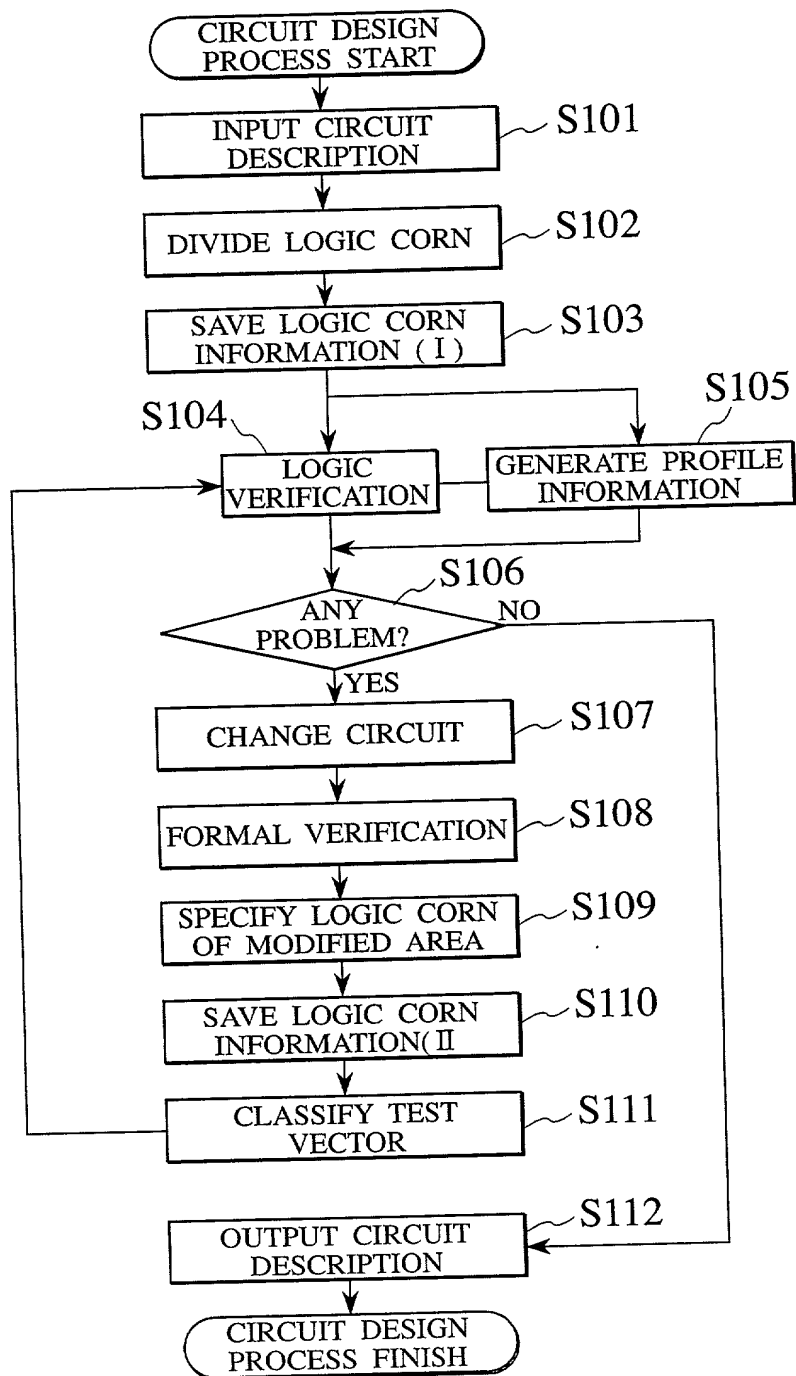 CIRCUIT DESIGN
PROCESS START
INPUT CIRCUIT
DESCRIPTION
S101
DIVIDE LOGIC CORN
S102
SAVE LOGIC CORN
INFORMATION (I)
S103
S104
S105
LOGIC
VERIFICATION
GENERATE PROFILE
INFORMATION
S106
ANY
PROBLEM?
NO
YES
CHANGE CIRCUIT
S107
FORMAL VERIFICATION
S108
SPECIFY LOGIC CORN
OF MODIFIED AREA
S109
SAVE LOGIC CORN
INFORMATION(II
S110
CLASSIFY TEST
VECTOR
S111
OUTPUT CIRCUIT
DESCRIPTION
S112
CIRCUIT DESIGN
PROCESS FINISH